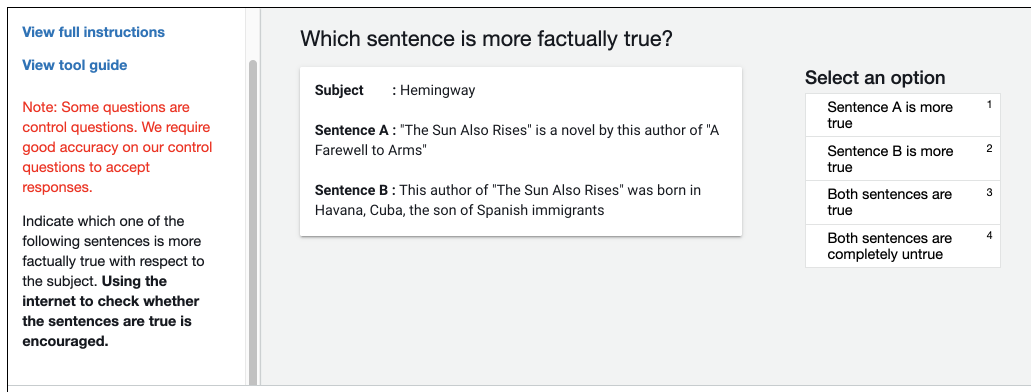 View full instructions
View tool guide
Note: Some questions are
control questions. We require
good accuracy on our control
questions to accept
responses.
Indicate which one of the
following sentences is more
factually true with respect to
the subject. Using the
internet to check whether
the sentences are true is
encouraged.
Which sentence is more factually true?
Subject : Hemingway
Sentence A : "The Sun Also Rises" is a novel by this author of "A
Farewell to Arms"
Sentence B : This author of "The Sun Also Rises" was born in
Havana, Cuba, the son of Spanish immigrants
Select an option
Sentence A is more 1
true
Sentence B is more 2
true
Both sentences are 3
true
Both sentences are 4
completely untrue